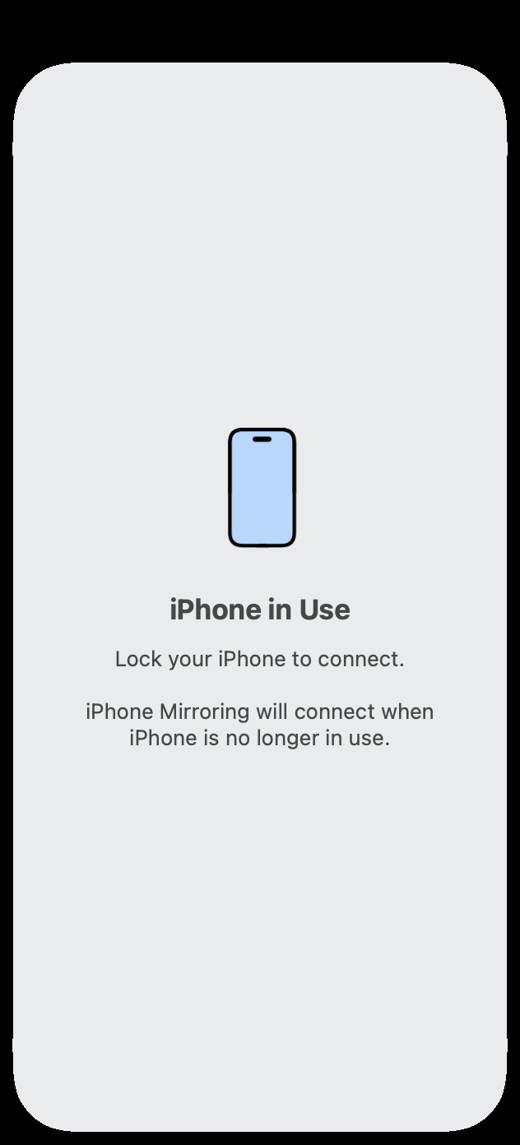 iPhone in Use
Lock your iPhone to connect.
iPhone Mirroring will connect when
iPhone is no longer in use.